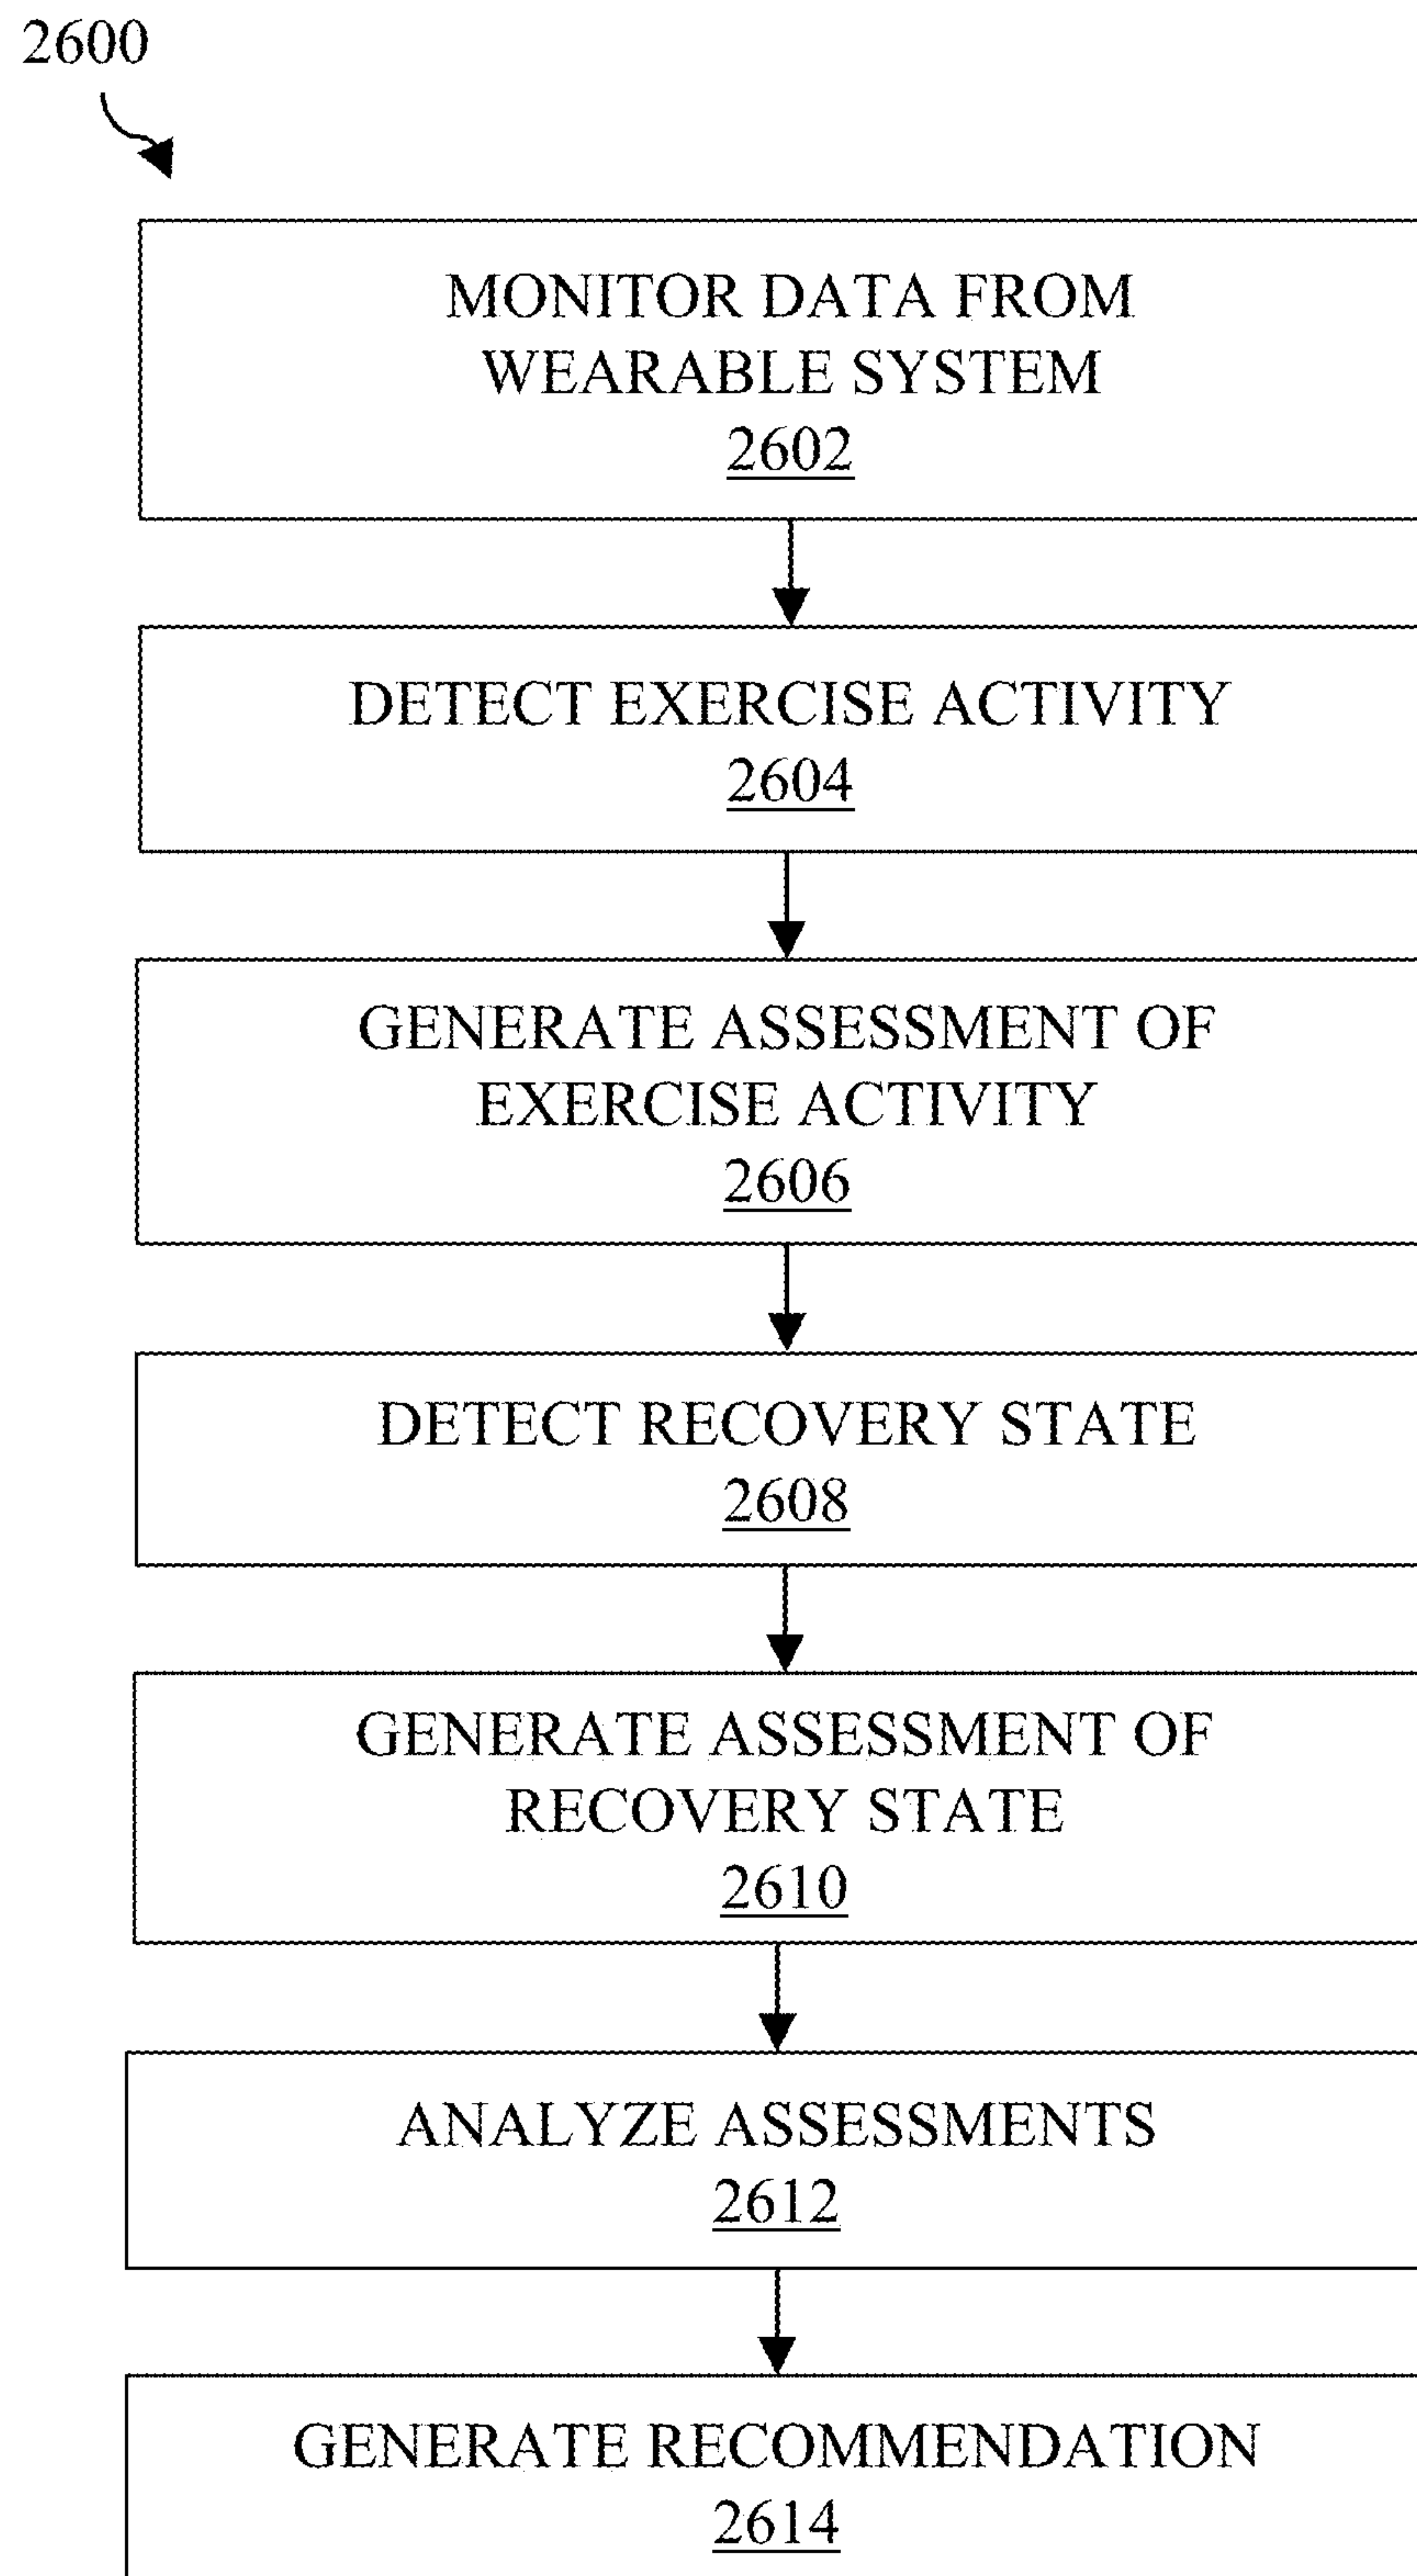 2600
MONITOR DATA FROM
WEARABLE SYSTEM
2602
DETECT EXERCISE ACTIVITY
2604
GENERATE ASSESSMENT OF
EXERCISE ACTIVITY
2606
DETECT RECOVERY STATE
2608
GENERATE ASSESSMENT OF
RECOVERY STATE
2610
ANALYZE ASSESSMENTS
2612
GENERATE RECOMMENDATION
2614